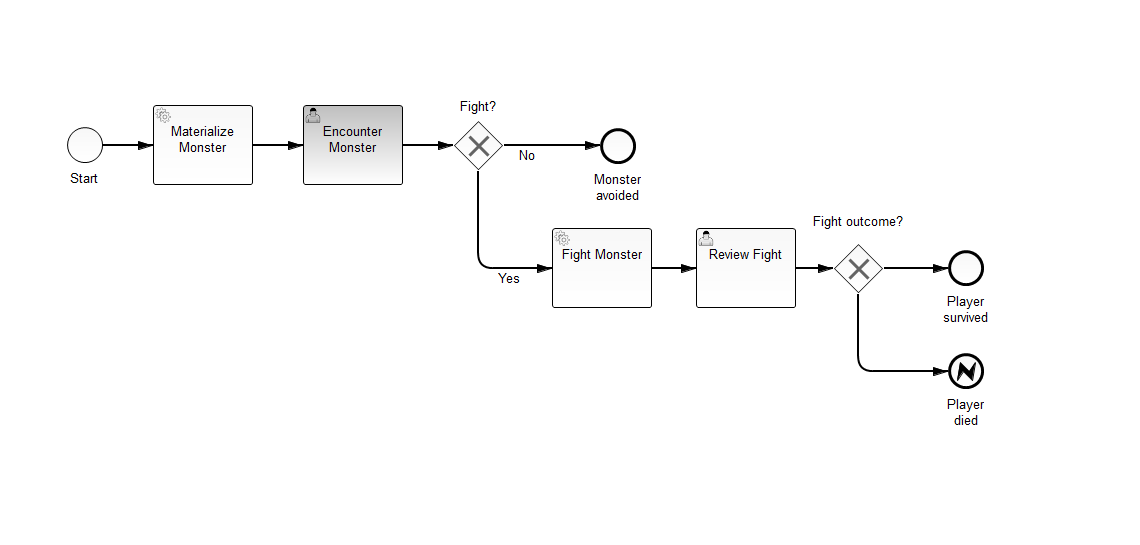 Fight?
Materialize
Monster
Encounter
Monster
No
Start
Monster
avoided
Fight outcome?
Fight Monster
Review Fight
Yes
Player
survived
Player
died